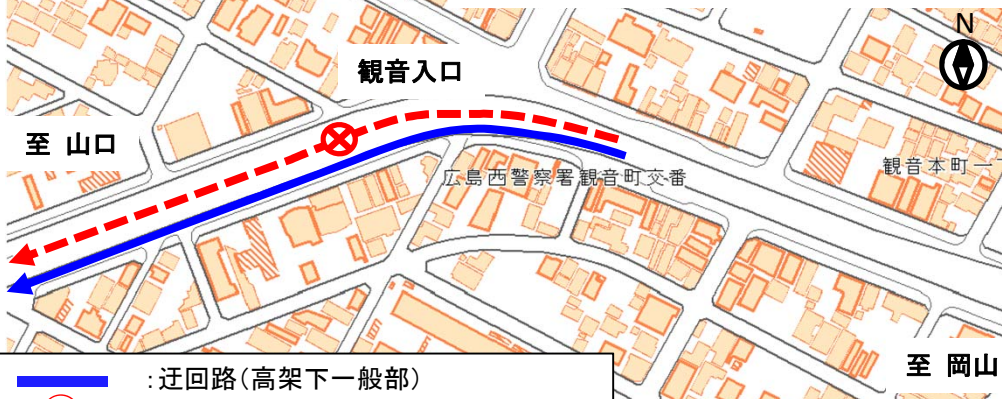 N
観音入口
至 山口
広島西警察署観音町交番
観音本町一
至 岡山
:迂回路(高架下一般部)